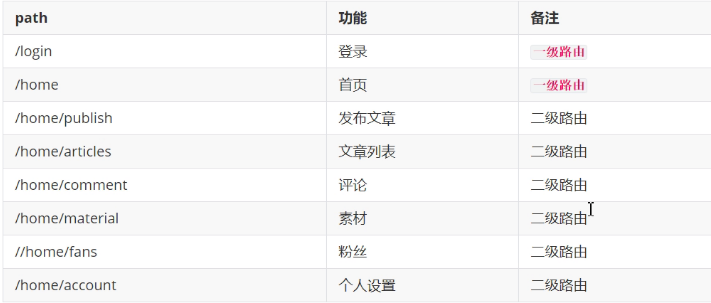 path 功能 备注
/login 登录 一级路由
/home 首页 一级路由
/home/publish 发布文章 二级路由
/home/articles 文章列表 二级路由
/home/comment 评论 二级路由
/home/material 素材 二级路由
//home/fans 粉丝 二级路由
/home/account 个人设置 二级路由